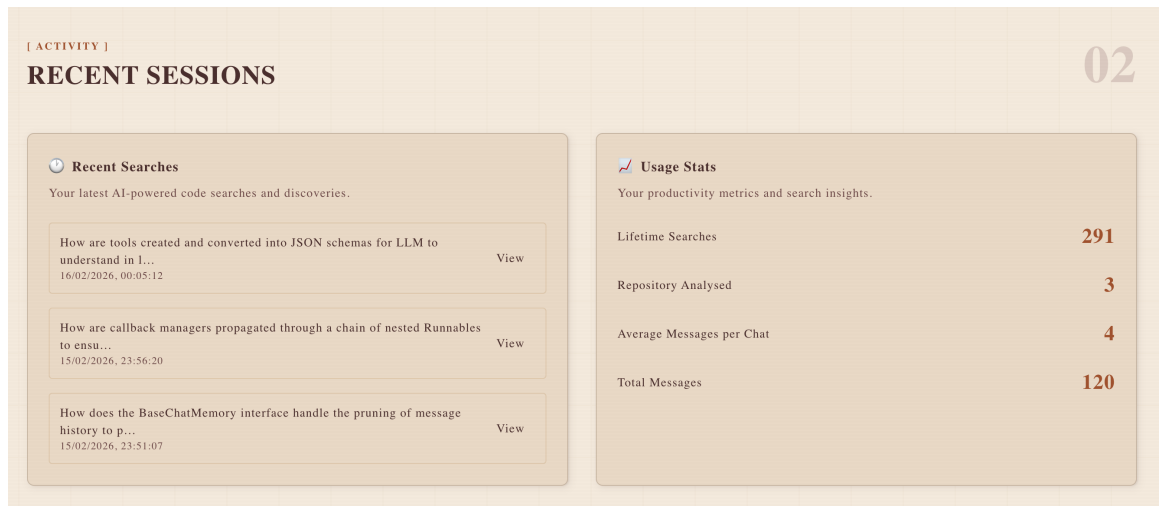 [ ACTIVITY ]
RECENT SESSIONS
02
Recent Searches
Your latest AI-powered code searches and discoveries.
How are tools created and converted into JSON schemas for LLM to
understand in l...
16/02/2026, 00:05:12
View
How are callback managers propagated through a chain of nested Runnables
to ensu...
15/02/2026, 23:56:20
View
How does the BaseChatMemory interface handle the pruning of message
history to p...
15/02/2026, 23:51:07
View
Usage Stats
Your productivity metrics and search insights.
Lifetime Searches
291
Repository Analysed
3
Average Messages per Chat
4
Total Messages
120